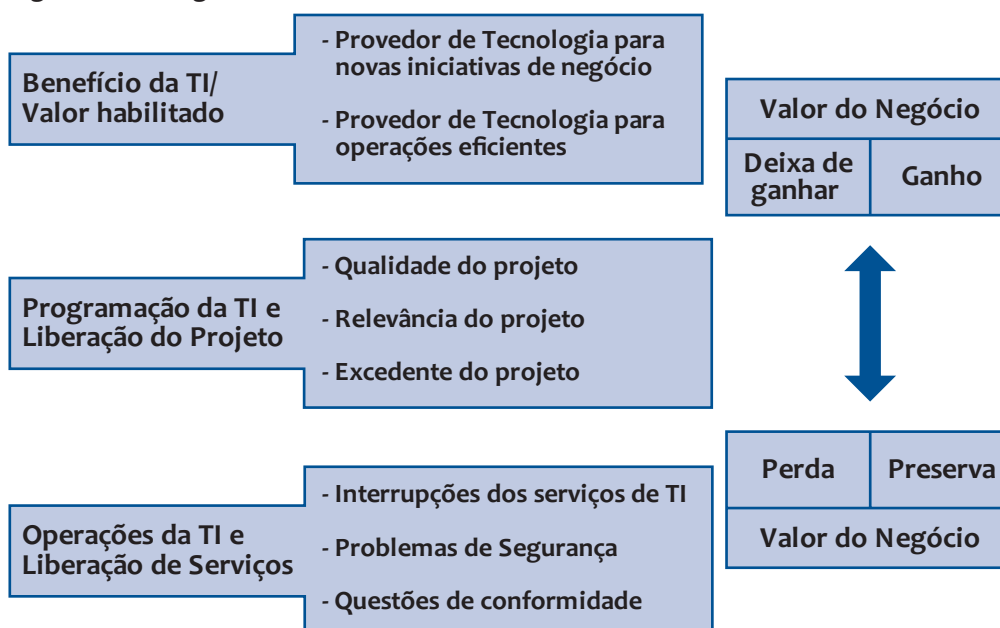 Benefício da TI/
Valor habilitado
- Provedor de Tecnologia para
novas iniciativas de negócio
- Provedor de Tecnologia para
operações eficientes
Valor do Negócio
Deixa de
ganhar
Ganho
Programação da TI e
Liberação do Projeto
- Qualidade do projeto
- Relevância do projeto
- Excedente do projeto
Operações da TI e
Liberação de Serviços
- Interrupções dos serviços de TI
- Problemas de Segurança
- Questões de conformidade
Perda
Preserva
Valor do Negócio